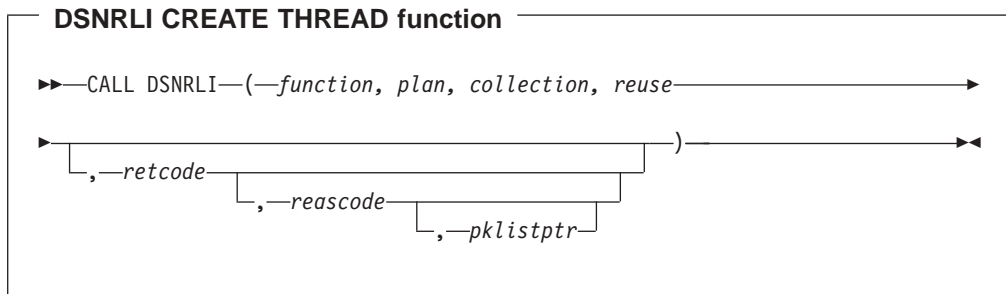 DSNRLI CREATE THREAD function
CALL DSNRLI ( function, plan, collection, reuse
)
, retcode
, reascode
, pklistptr